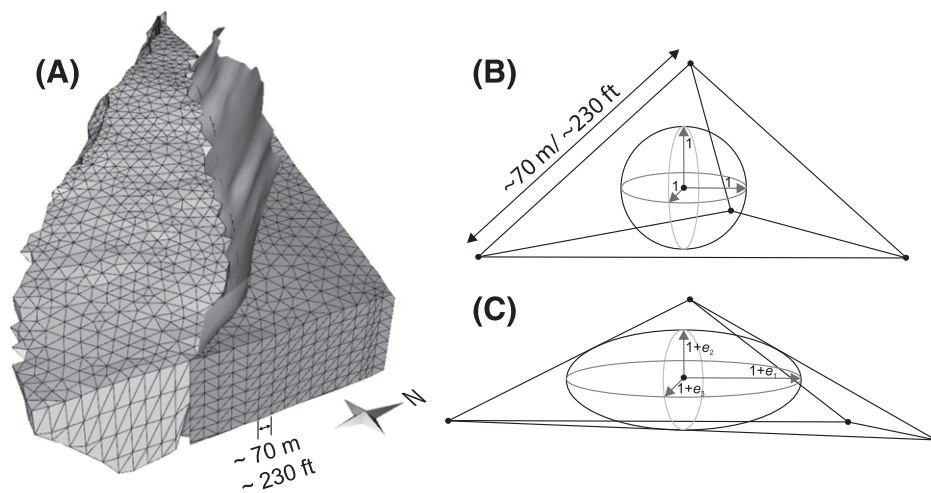 (A)
N
~ 70 m
~ 230 ft
(B)
~70 m/ ~230 ft
1
1
1
(C)
1+e₂
1+e₁
1+e₃